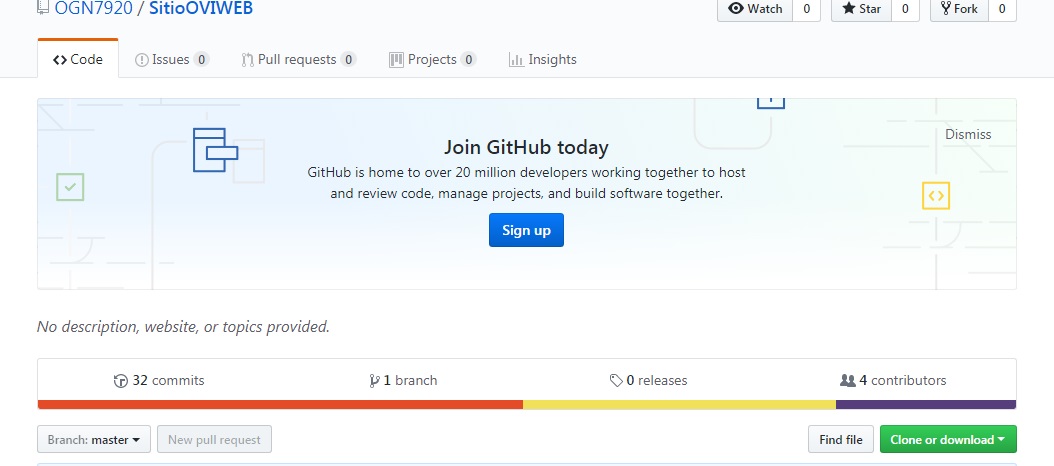 OGN7920 / SitioOVIWEB
Watch 0 Star 0 Fork 0
Code Issues 0 Pull requests 0 Projects 0 Insights
Dismiss
Join GitHub today
GitHub is home to over 20 million developers working together to host
and review code, manage projects, and build software together.
Sign up
No description, website, or topics provided.
32 commits 1 branch 0 releases 4 contributors
Branch: master New pull request Find file Clone or download